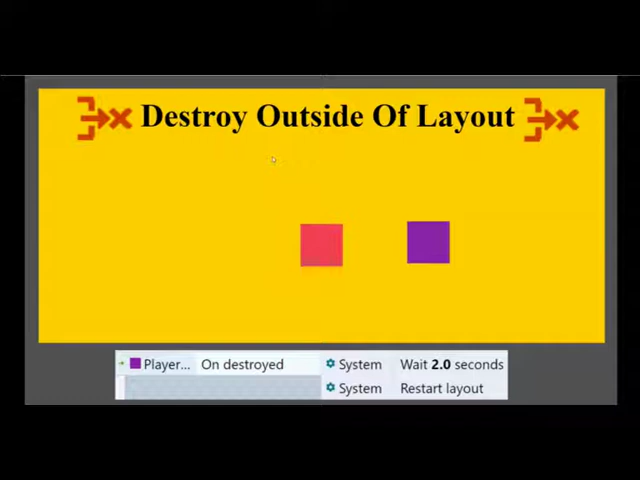 Destroy Outside Of Layout
Player... On destroyed System Wait 2.0 seconds
System Restart layout